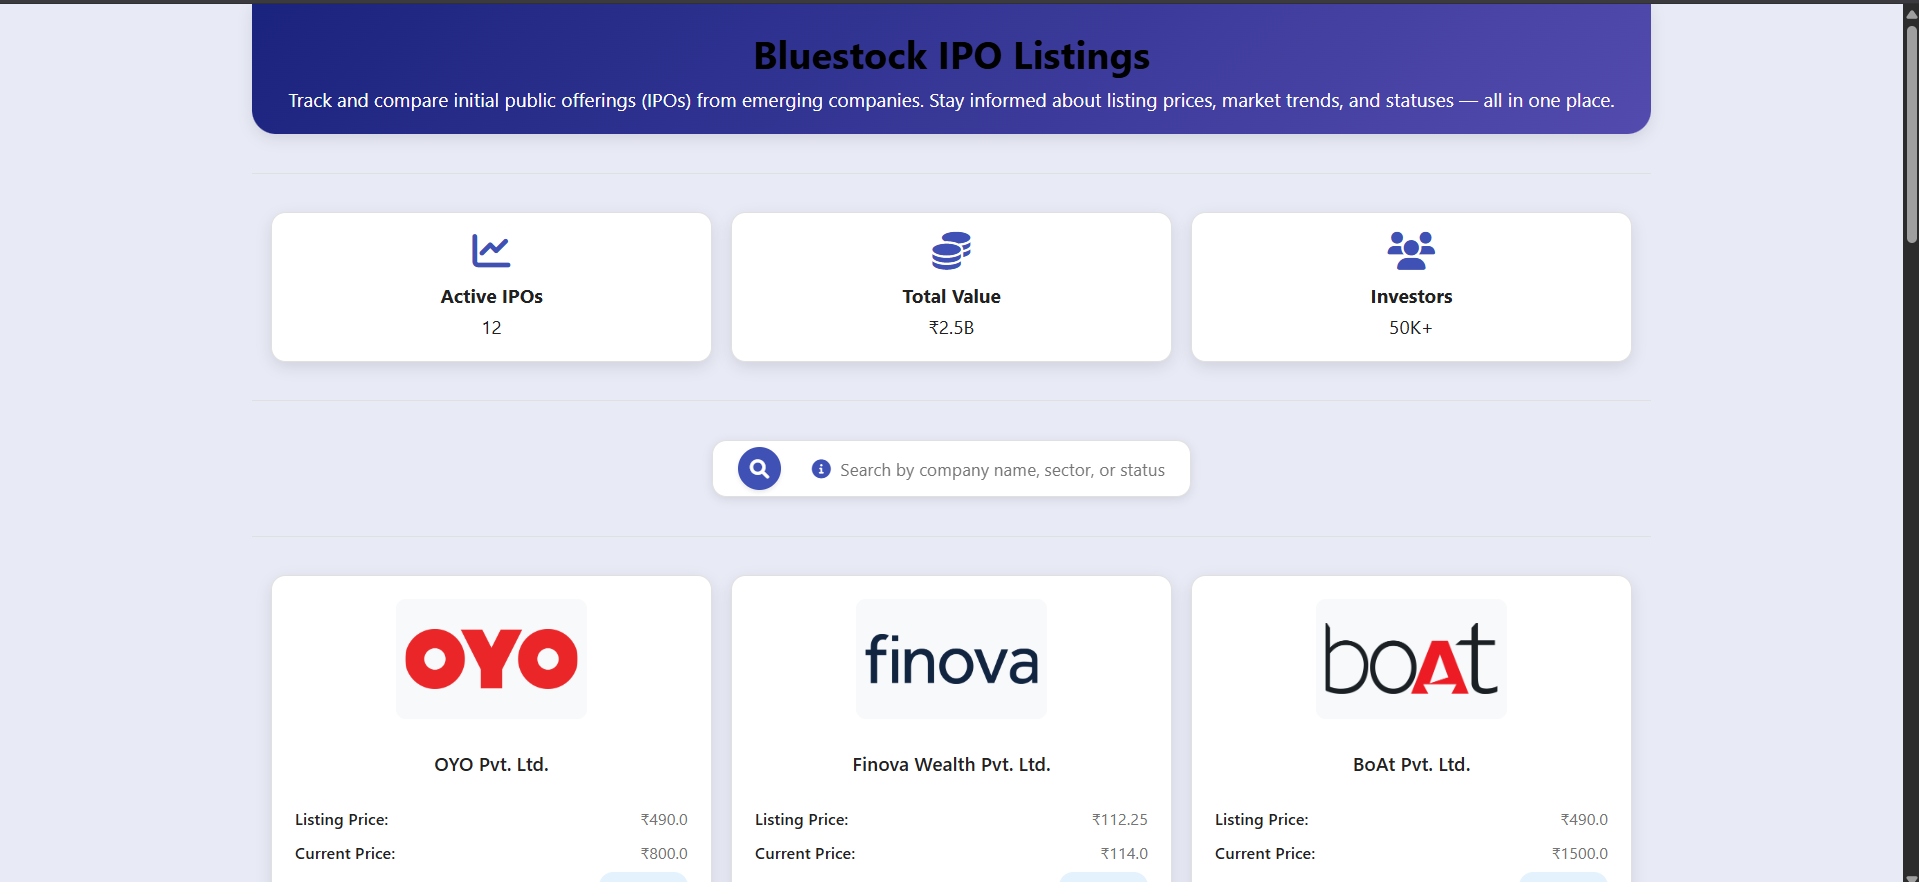 Bluestock IPO Listings
Track and compare initial public offerings (IPOs) from emerging companies. Stay informed about listing prices, market trends, and statuses — all in one place.
Active IPOs
12
Total Value
₹2.5B
Investors
50K+
Search by company name, sector, or status
OYO
OYO Pvt. Ltd.
Listing Price: ₹490.0
Current Price: ₹800.0
finova
Finova Wealth Pvt. Ltd.
Listing Price: ₹112.25
Current Price: ₹114.0
boAt
BoAt Pvt. Ltd.
Listing Price: ₹490.0
Current Price: ₹1500.0